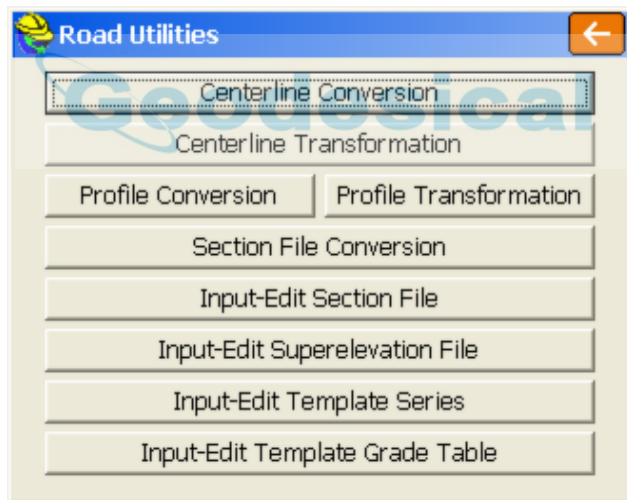 Road Utilities
Goodesical
Centerline Conversion
Centerline Transformation
Profile Conversion Profile Transformation
Section File Conversion
Input-Edit Section File
Input-Edit Superelevation File
Input-Edit Template Series
Input-Edit Template Grade Table